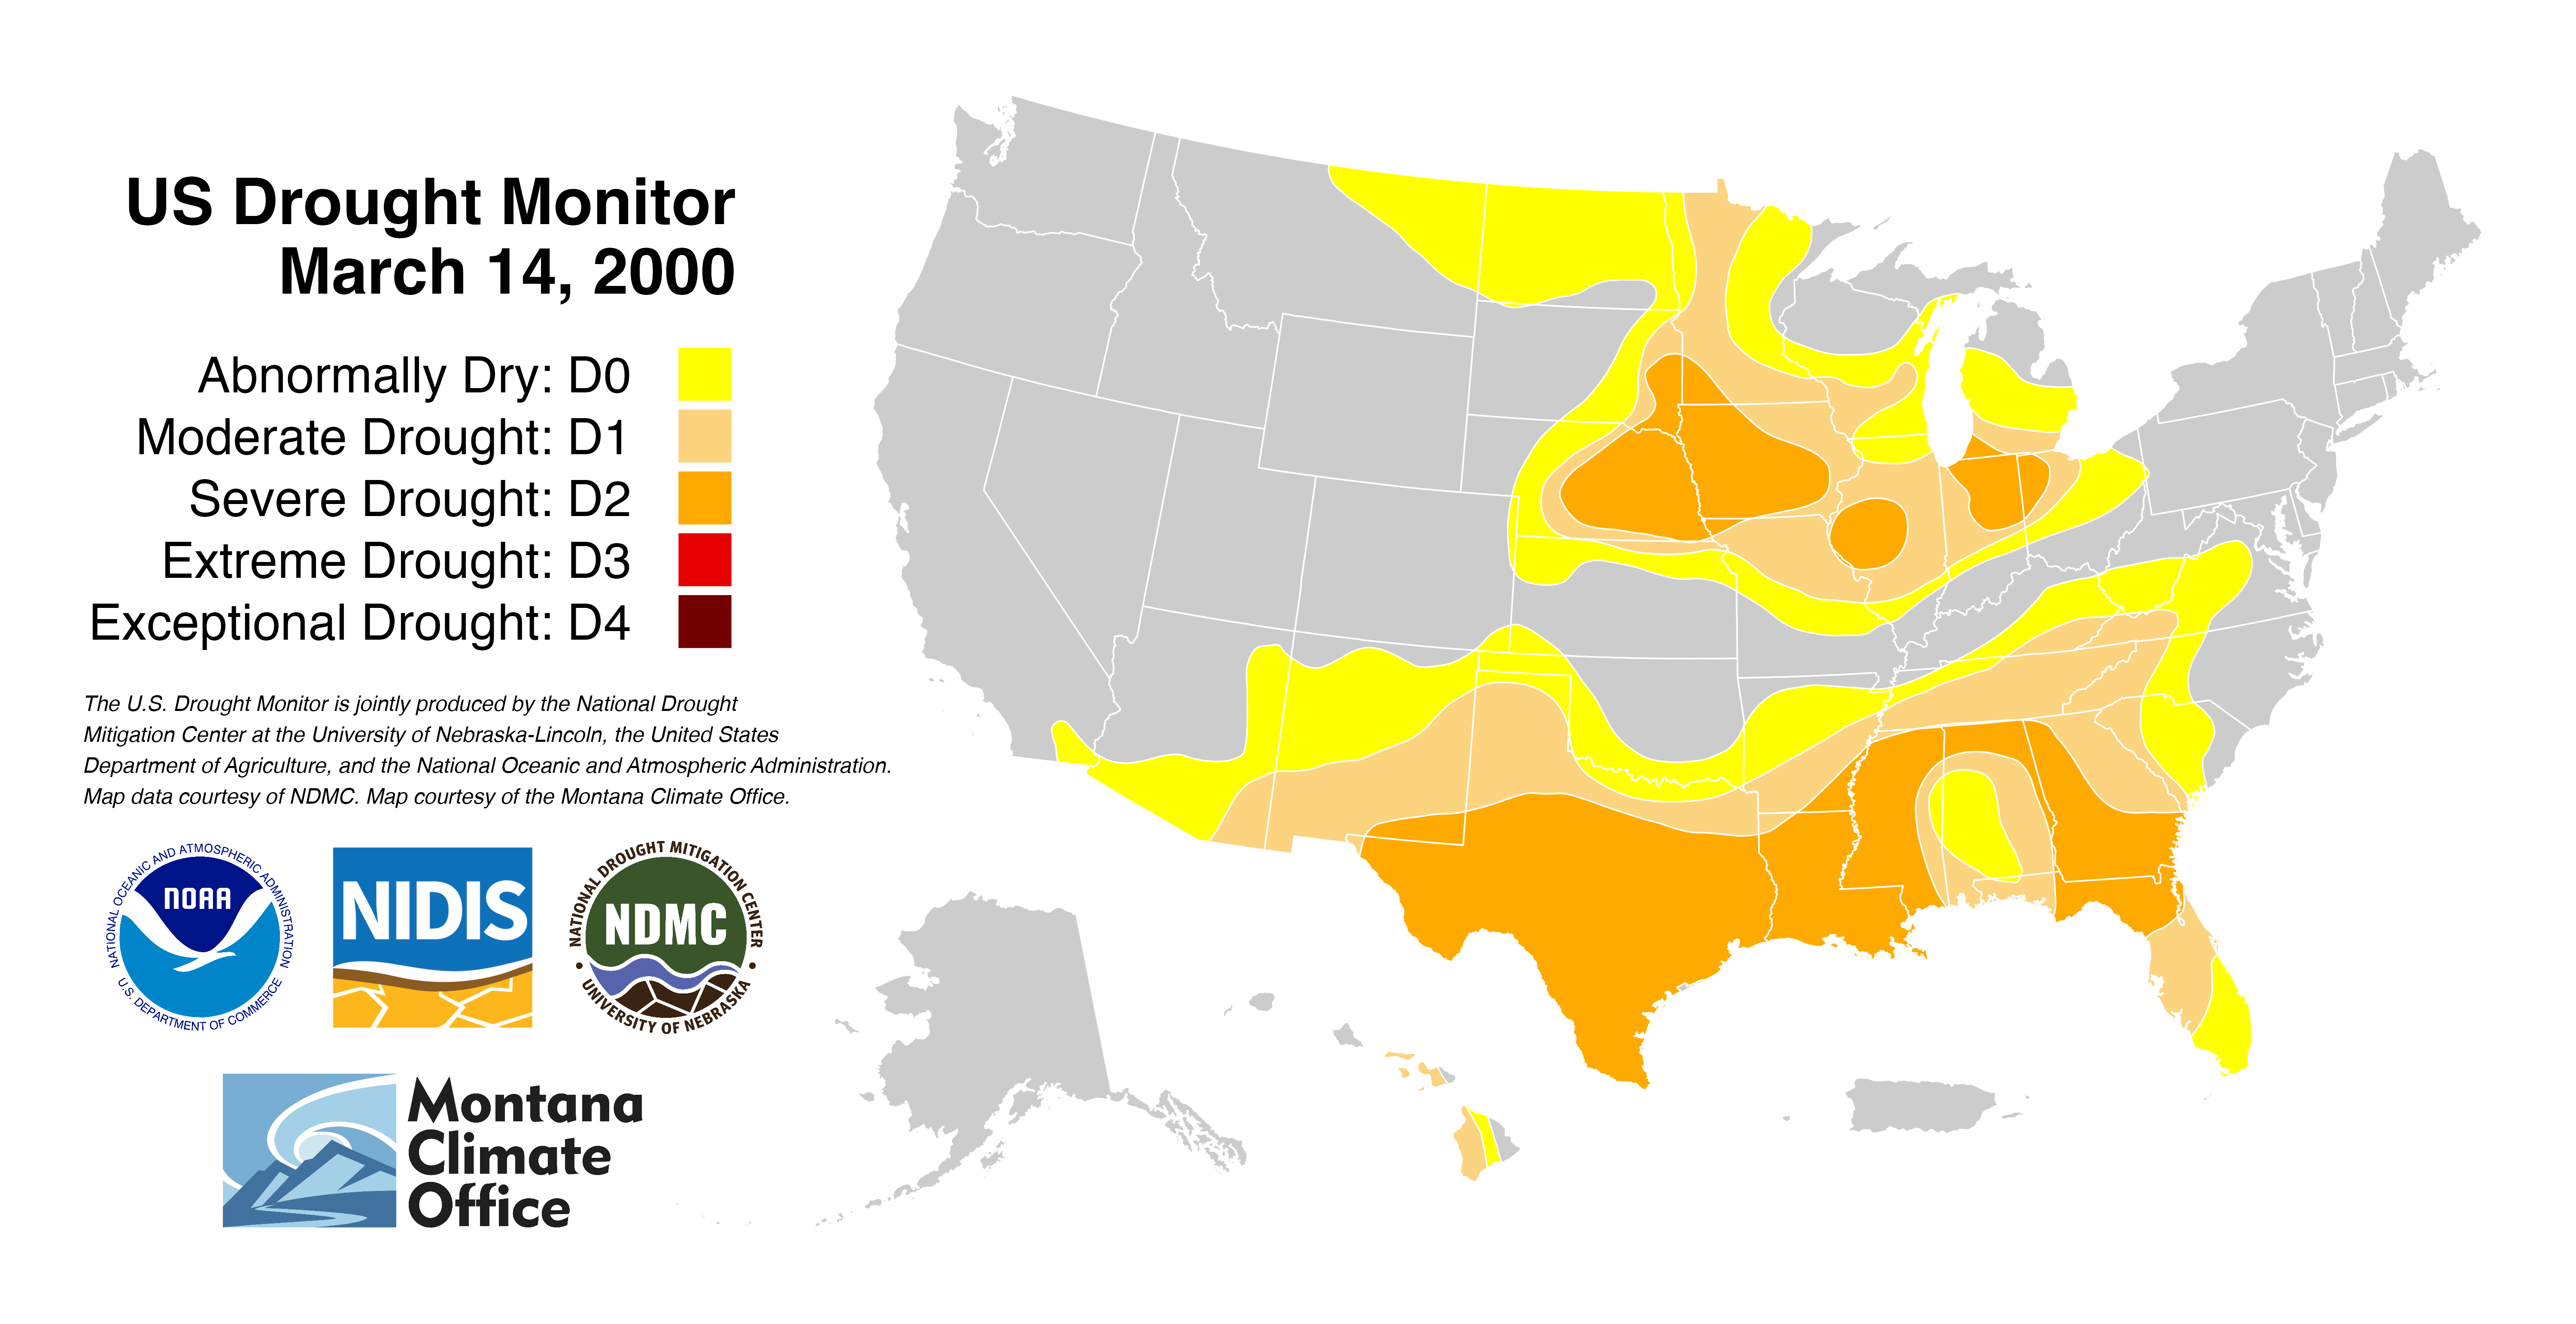 US Drought Monitor
March 14, 2000
Abnormally Dry: D0
Moderate Drought: D1
Severe Drought: D2
Extreme Drought: D3
Exceptional Drought: D4
The U.S. Drought Monitor is jointly produced by the National Drought
Mitigation Center at the University of Nebraska-Lincoln, the United States
Department of Agriculture, and the National Oceanic and Atmospheric Administration.
Map data courtesy of NDMC. Map courtesy of the Montana Climate Office.
NATIONAL OCEANIC AND ATMOSPHERIC ADMINISTRATION
NOAA
U.S. DEPARTMENT OF COMMERCE
NIDIS
NATIONAL DROUGHT MITIGATION CENTER
NDMC
UNIVERSITY OF NEBRASKA
Montana
Climate
Office